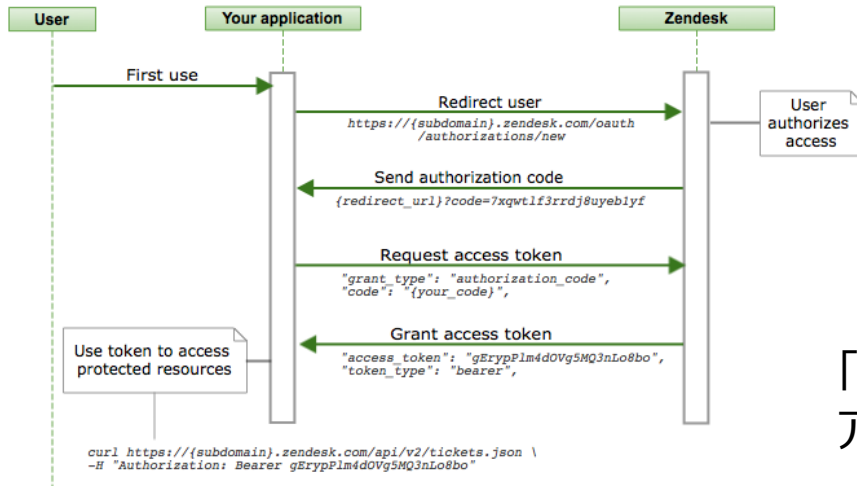 User
Your application
Zendesk
First use
Redirect user
https://{subdomain}.zendesk.com/oauth
/authorizations/new
User
authorizes
access
Send authorization code
{redirect_url}?code=7xqwtlf3rrdj8uyeb1yf
Request access token
"grant_type": "authorization_code",
"code": "{your_code}",
Grant access token
"access_token": "gErypPlm4dOVg5MQ3nLo8bo",
"token_type": "bearer",
Use token to access
protected resources
curl https://{subdomain}.zendesk.com/api/v2/tickets.json \
-H "Authorization: Bearer gErypPlm4dOVg5MQ3nLo8bo"
「